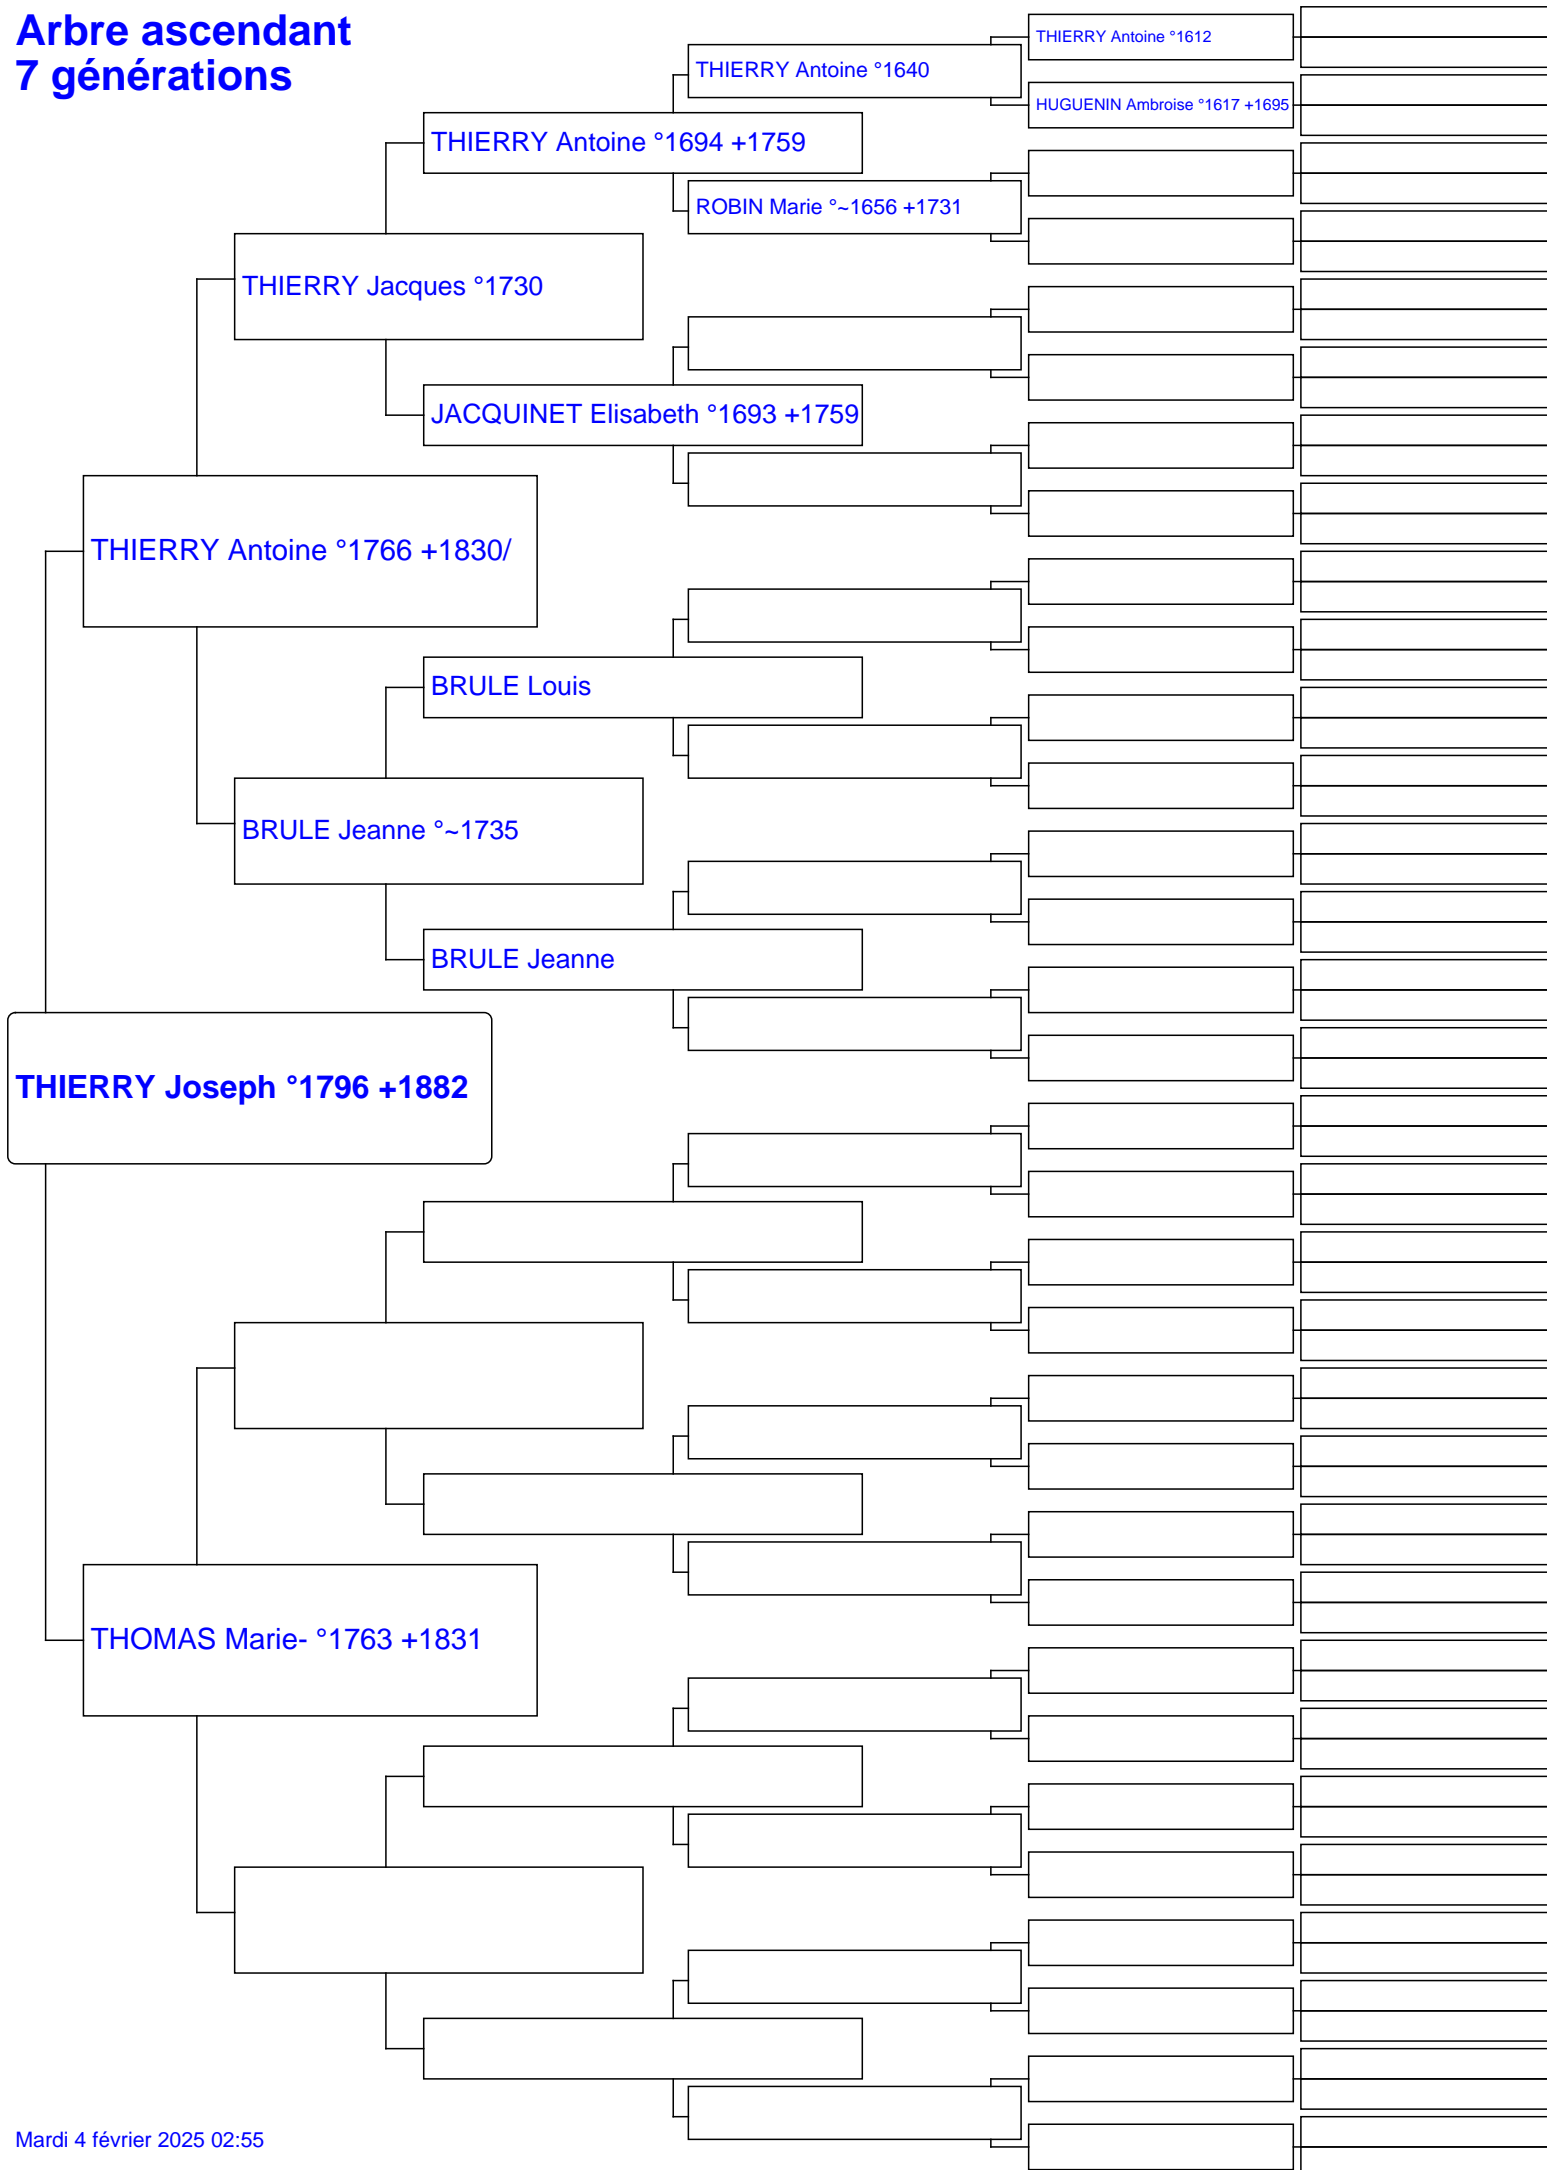 Arbre ascendant
7 générations
THIERRY Antoine °1612
THIERRY Antoine °1640
HUGUENIN Ambroise °1617 +1695
THIERRY Antoine °1694 +1759
ROBIN Marie °~1656 +1731
THIERRY Jacques °1730
JACQUINET Elisabeth °1693 +1759
THIERRY Antoine °1766 +1830/
BRULE Louis
BRULE Jeanne °~1735
BRULE Jeanne
THIERRY Joseph °1796 +1882
THOMAS Marie- °1763 +1831
Mardi 4 février 2025 02:55